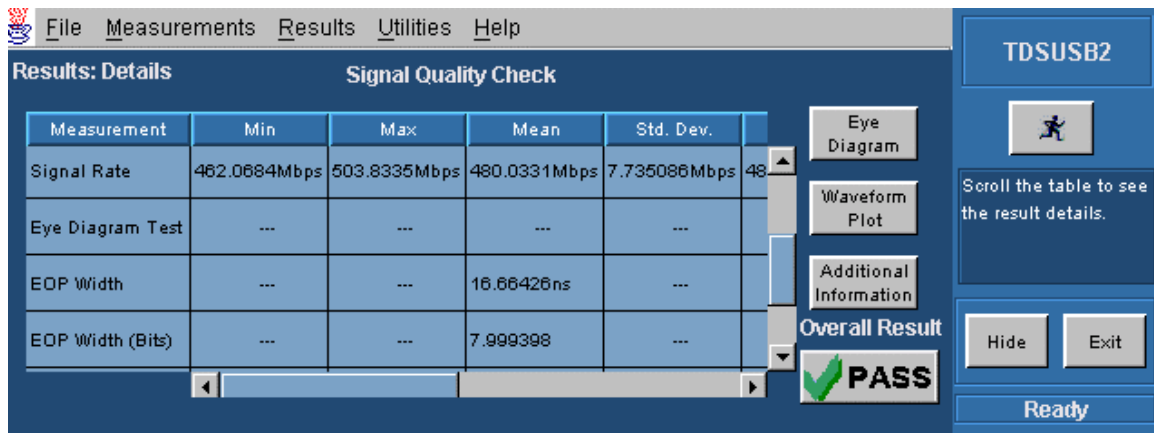 File Measurements Results Utilities Help
TDSUSB2
Results: Details
Signal Quality Check
Measurement Min Max Mean Std. Dev.
Signal Rate 462.0684Mbps 503.8335Mbps 480.0331Mbps 7.735086Mbps 48
Eye Diagram Test --- --- --- ---
EOP Width --- --- 16.66426ns ---
EOP Width (Bits) --- --- 7.999398 ---
Eye
Diagram
Waveform
Plot
Additional
Information
Overall Result
PASS
Scroll the table to see
the result details.
Hide
Exit
Ready